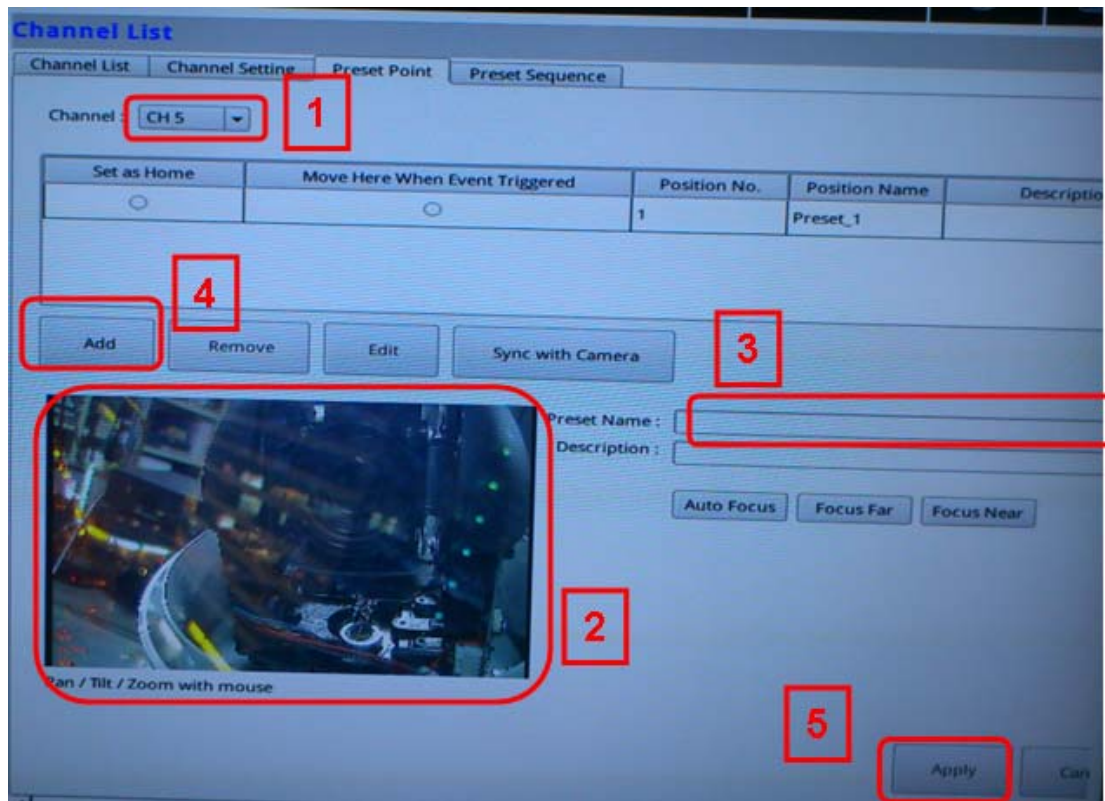 Channel List
Channel List Channel Setting Preset Point Preset Sequence
Channel : CH 5
1
Set as Home Move Here When Event Triggered Position No. Position Name Descriptio
1 Preset_1
4
3
Add Remove Edit Sync with Camera
Preset Name :
Description :
Auto Focus Focus Far Focus Near
2
Pan / Tilt / Zoom with mouse
5
Apply Can